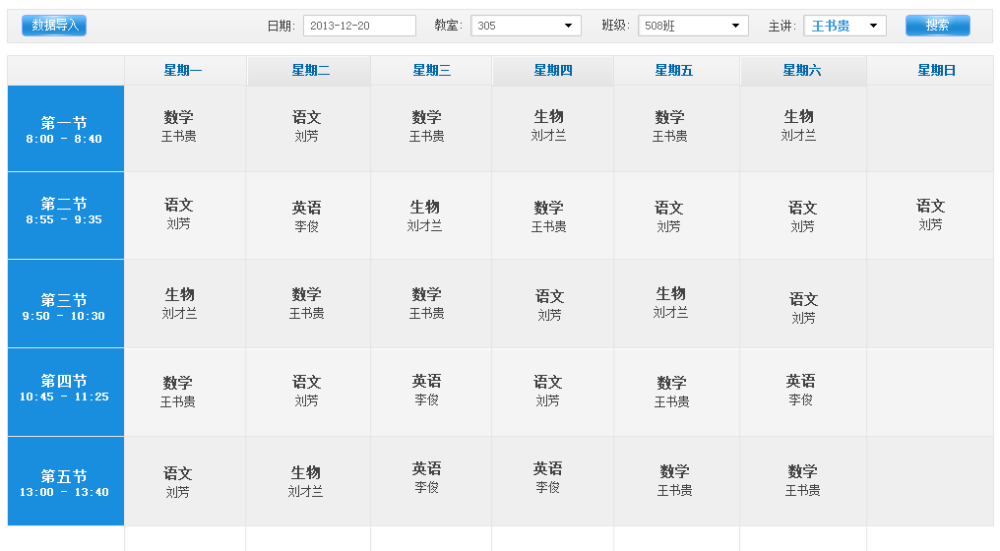 数据导入 日期: 2013-12-20 教室: 305 班级: 508班 主讲: 王书贵 搜索
星期一 星期二 星期三 星期四 星期五 星期六 星期日
第一节 数学 语文 数学 生物 数学 生物
8:00 - 8:40 王书贵 刘芳 王书贵 刘才兰 王书贵 刘才兰
第二节 语文 英语 生物 数学 语文 语文 语文
8:55 - 9:35 刘芳 李俊 刘才兰 王书贵 刘芳 刘芳 刘芳
第三节 生物 数学 数学 语文 生物 语文
9:50 - 10:30 刘才兰 王书贵 王书贵 刘芳 刘才兰 刘芳
第四节 数学 语文 英语 语文 数学 英语
10:45 - 11:25 王书贵 刘芳 李俊 刘芳 王书贵 李俊
第五节 语文 生物 英语 英语 数学 数学
13:00 - 13:40 刘芳 刘才兰 李俊 李俊 王书贵 王书贵